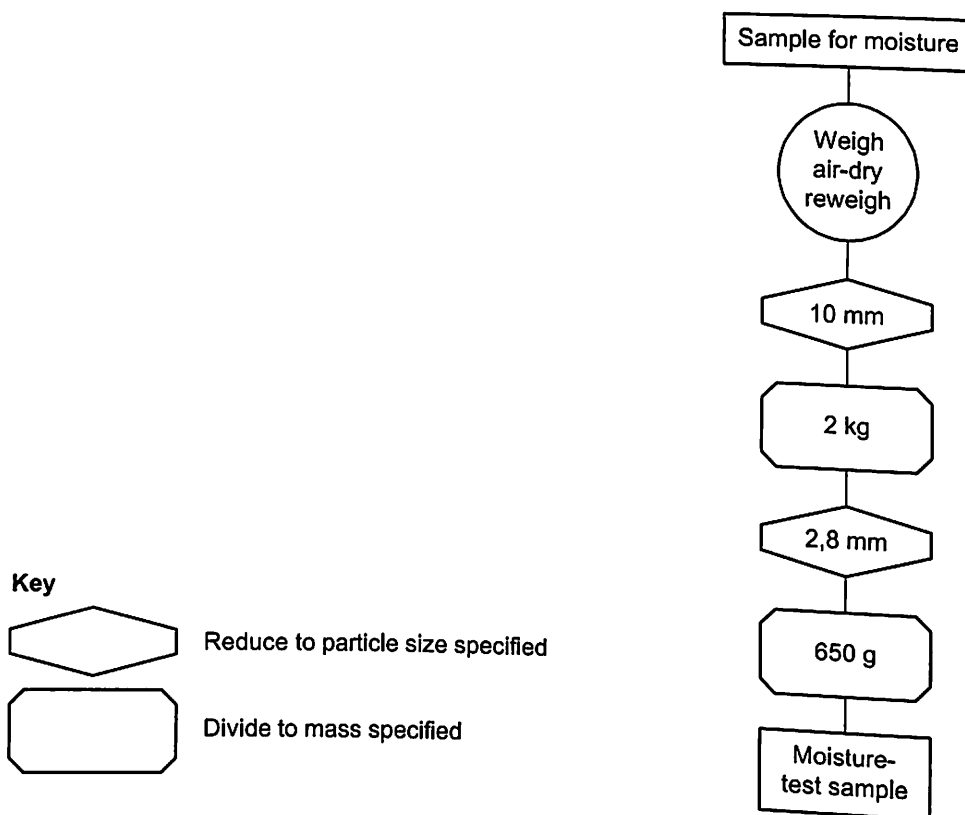 Sample for moisture
Weigh
air-dry
reweigh
10 mm
2 kg
2,8 mm
650 g
Moisture-
test sample
Key
Reduce to particle size specified
Divide to mass specified